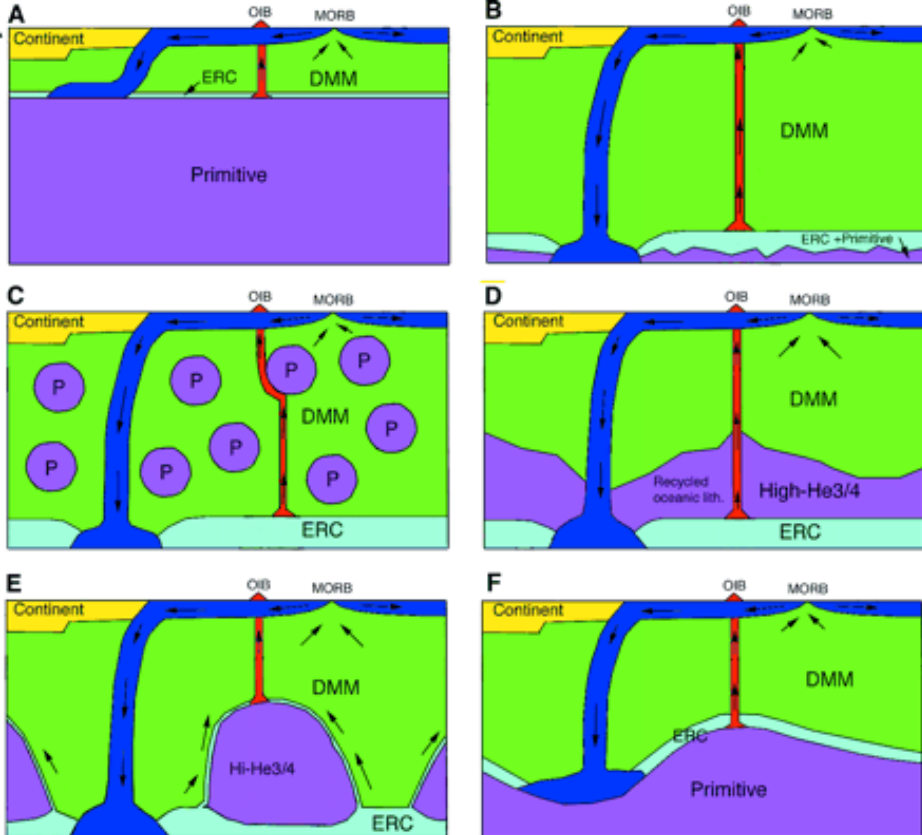 A
OIB
MORB
Continent
ERC
DMM
Primitive
B
OIB
MORB
Continent
DMM
ERC +Primitive
C
OIB
MORB
Continent
P
P
P
P
P
P
P
P
P
DMM
ERC
D
OIB
MORB
Continent
DMM
Recycled
oceanic lith.
High-He3/4
ERC
E
OIB
MORB
Continent
DMM
Hi-He3/4
ERC
F
OIB
MORB
Continent
DMM
ERC
Primitive